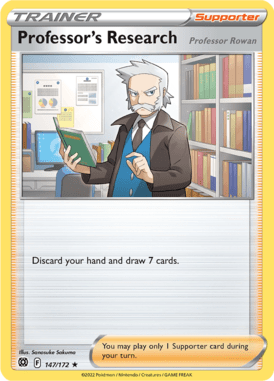 TRAINER Supporter
Professor's Research Professor Rowan
Discard your hand and draw 7 cards.
Illus. Sanosuke Sakuma
F 147/172 ★
You may play only 1 Supporter card during
your turn.
©2022 Pokémon / Nintendo / Creatures / GAME FREAK